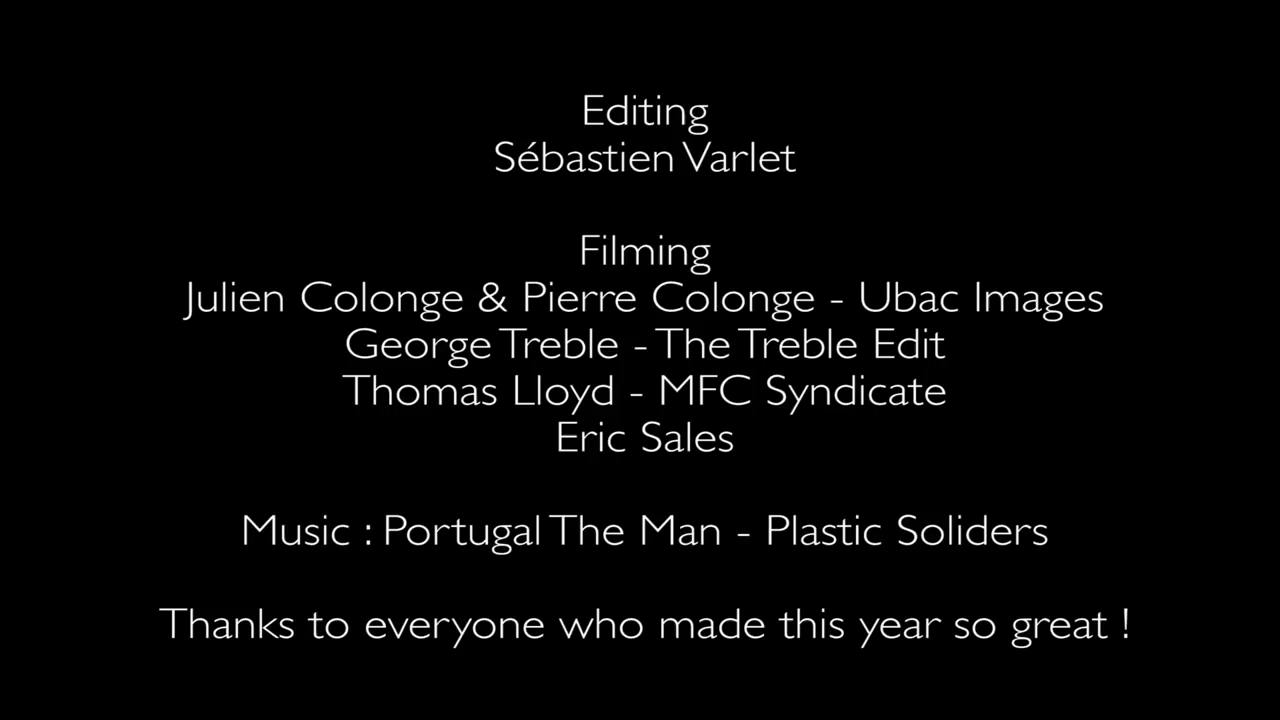 Editing
Sébastien Varlet
Filming
Julien Colonge & Pierre Colonge - Ubac Images
George Treble - The Treble Edit
Thomas Lloyd - MFC Syndicate
Eric Sales
Music : Portugal The Man - Plastic Soliders
Thanks to everyone who made this year so great !